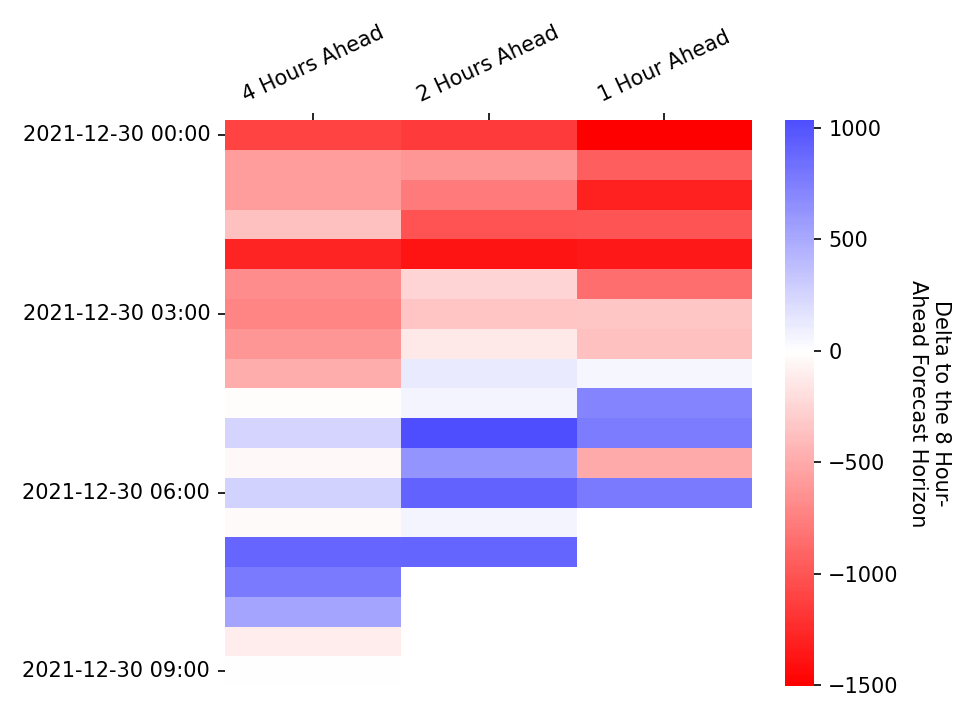 4 Hours Ahead
2 Hours Ahead
1 Hour Ahead
2021-12-30 00:00
2021-12-30 03:00
2021-12-30 06:00
2021-12-30 09:00
1000
500
0
−500
−1000
−1500
Delta to the 8 Hour-
Ahead Forecast Horizon